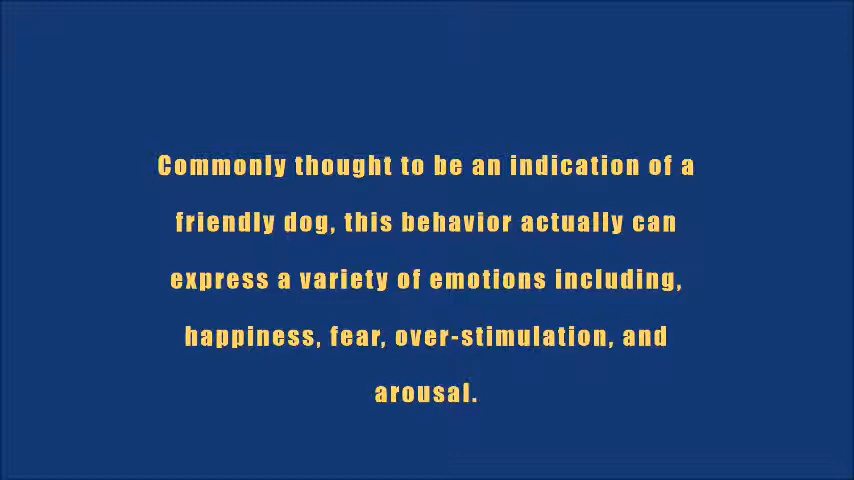 Commonly thought to be an indication of a
friendly dog, this behavior actually can
express a variety of emotions including,
happiness, fear, over-stimulation, and
arousal.